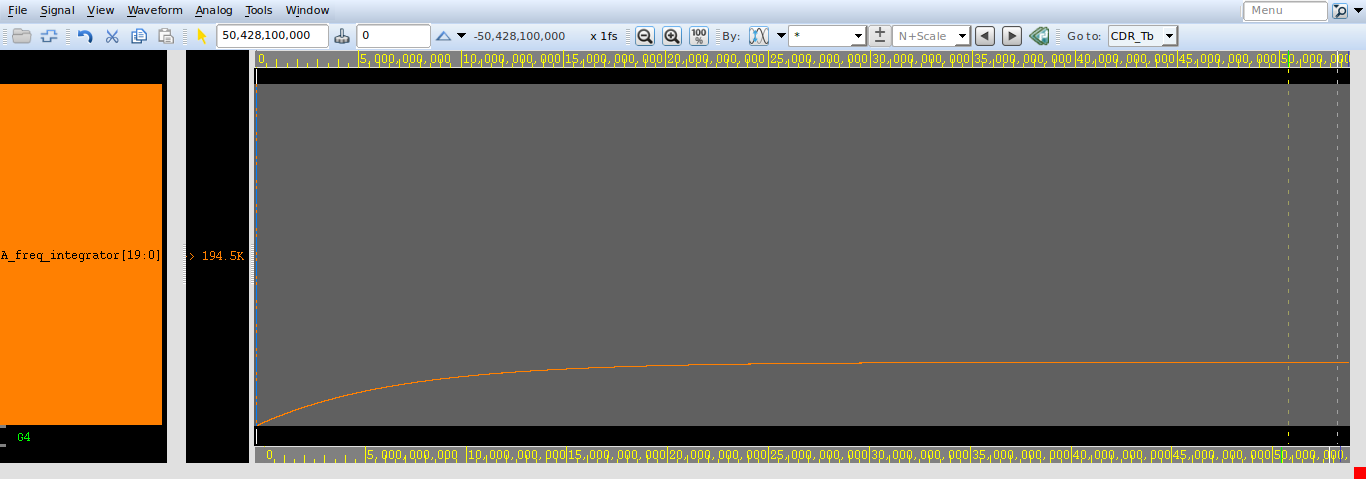 File Signal View Waveform Analog Tools Window Menu
50,428,100,000 0 -50,428,100,000 x 1fs 100% By: * N+Scale Go to: CDR_Tb
0 5,000,000,000 10,000,000,000 15,000,000,000 20,000,000,000 25,000,000,000 30,000,000,000 35,000,000,000 40,000,000,000 45,000,000,000 50,000,000
A_freq_integrator[19:0] -> 194.5K
G4
0 5,000,000,000 10,000,000,000 15,000,000,000 20,000,000,000 25,000,000,000 30,000,000,000 35,000,000,000 40,000,000,000 45,000,000,000 50,000,000